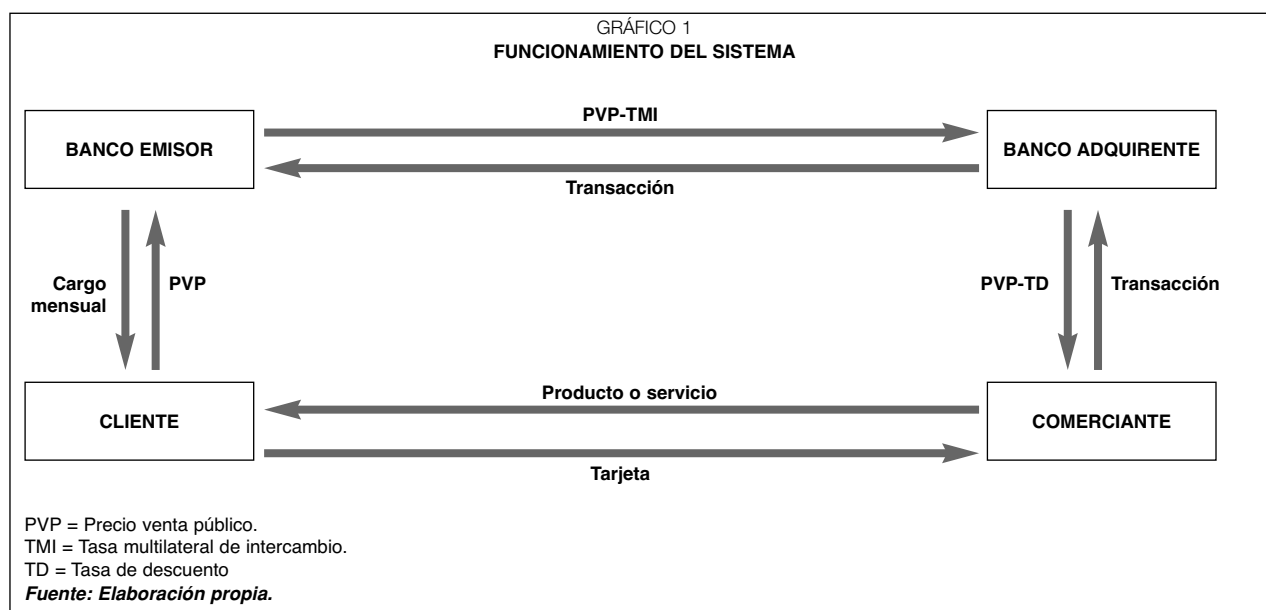 GRÁFICO 1
FUNCIONAMIENTO DEL SISTEMA
PVP-TMI
BANCO EMISOR
BANCO ADQUIRENTE
Transacción
Cargo
mensual
PVP
PVP-TD
Transacción
Producto o servicio
CLIENTE
COMERCIANTE
Tarjeta
PVP = Precio venta público.
TMI = Tasa multilateral de intercambio.
TD = Tasa de descuento
Fuente: Elaboración propia.